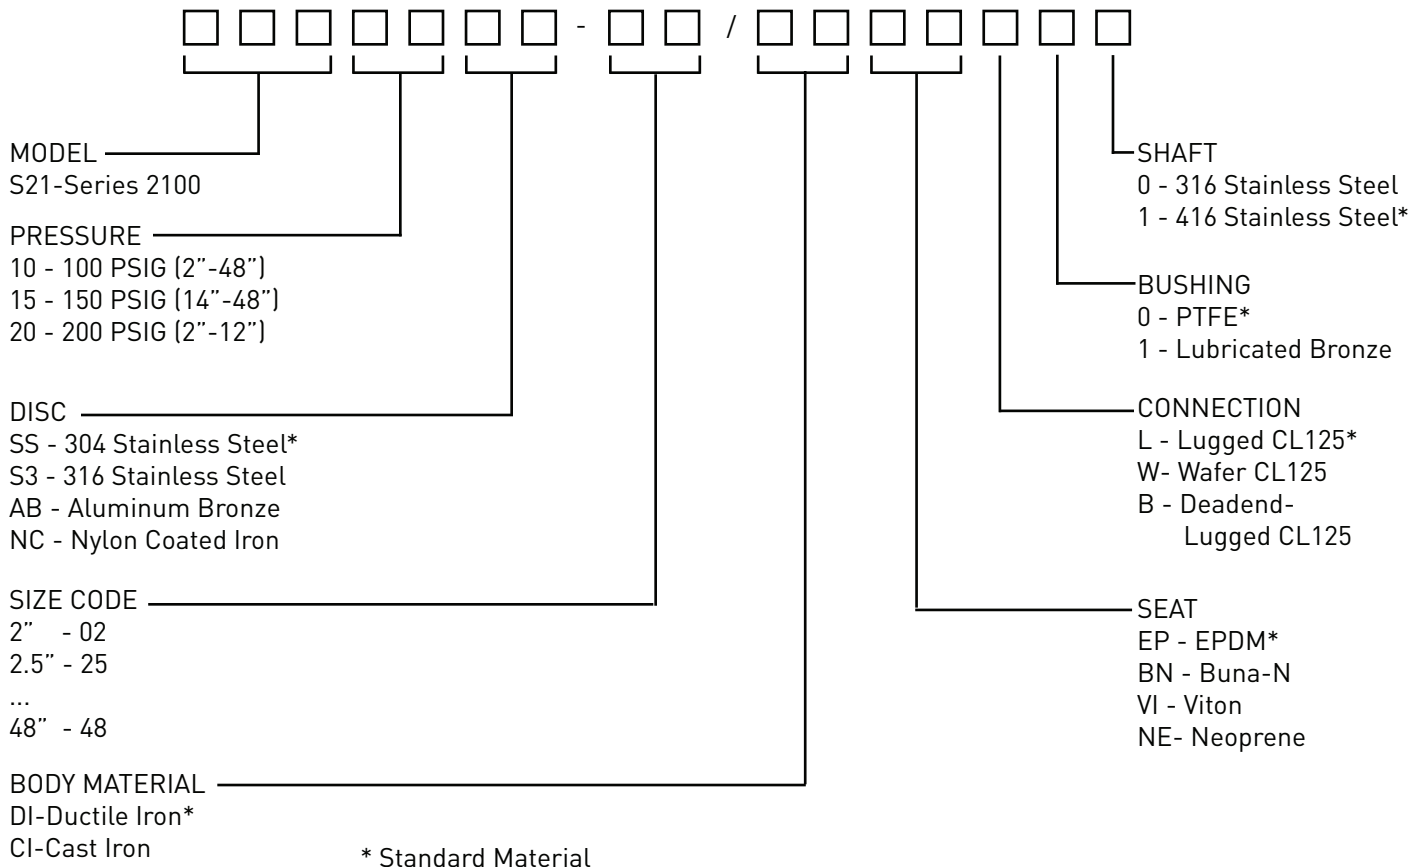 - /
MODEL
S21-Series 2100
PRESSURE
10 - 100 PSIG (2”-48”)
15 - 150 PSIG (14”-48”)
20 - 200 PSIG (2”-12”)
DISC
SS - 304 Stainless Steel*
S3 - 316 Stainless Steel
AB - Aluminum Bronze
NC - Nylon Coated Iron
SIZE CODE
2” - 02
2.5” - 25
...
48” - 48
BODY MATERIAL
DI-Ductile Iron*
CI-Cast Iron
* Standard Material
SHAFT
0 - 316 Stainless Steel
1 - 416 Stainless Steel*
BUSHING
0 - PTFE*
1 - Lubricated Bronze
CONNECTION
L - Lugged CL125*
W- Wafer CL125
B - Deadend-
Lugged CL125
SEAT
EP - EPDM*
BN - Buna-N
VI - Viton
NE- Neoprene